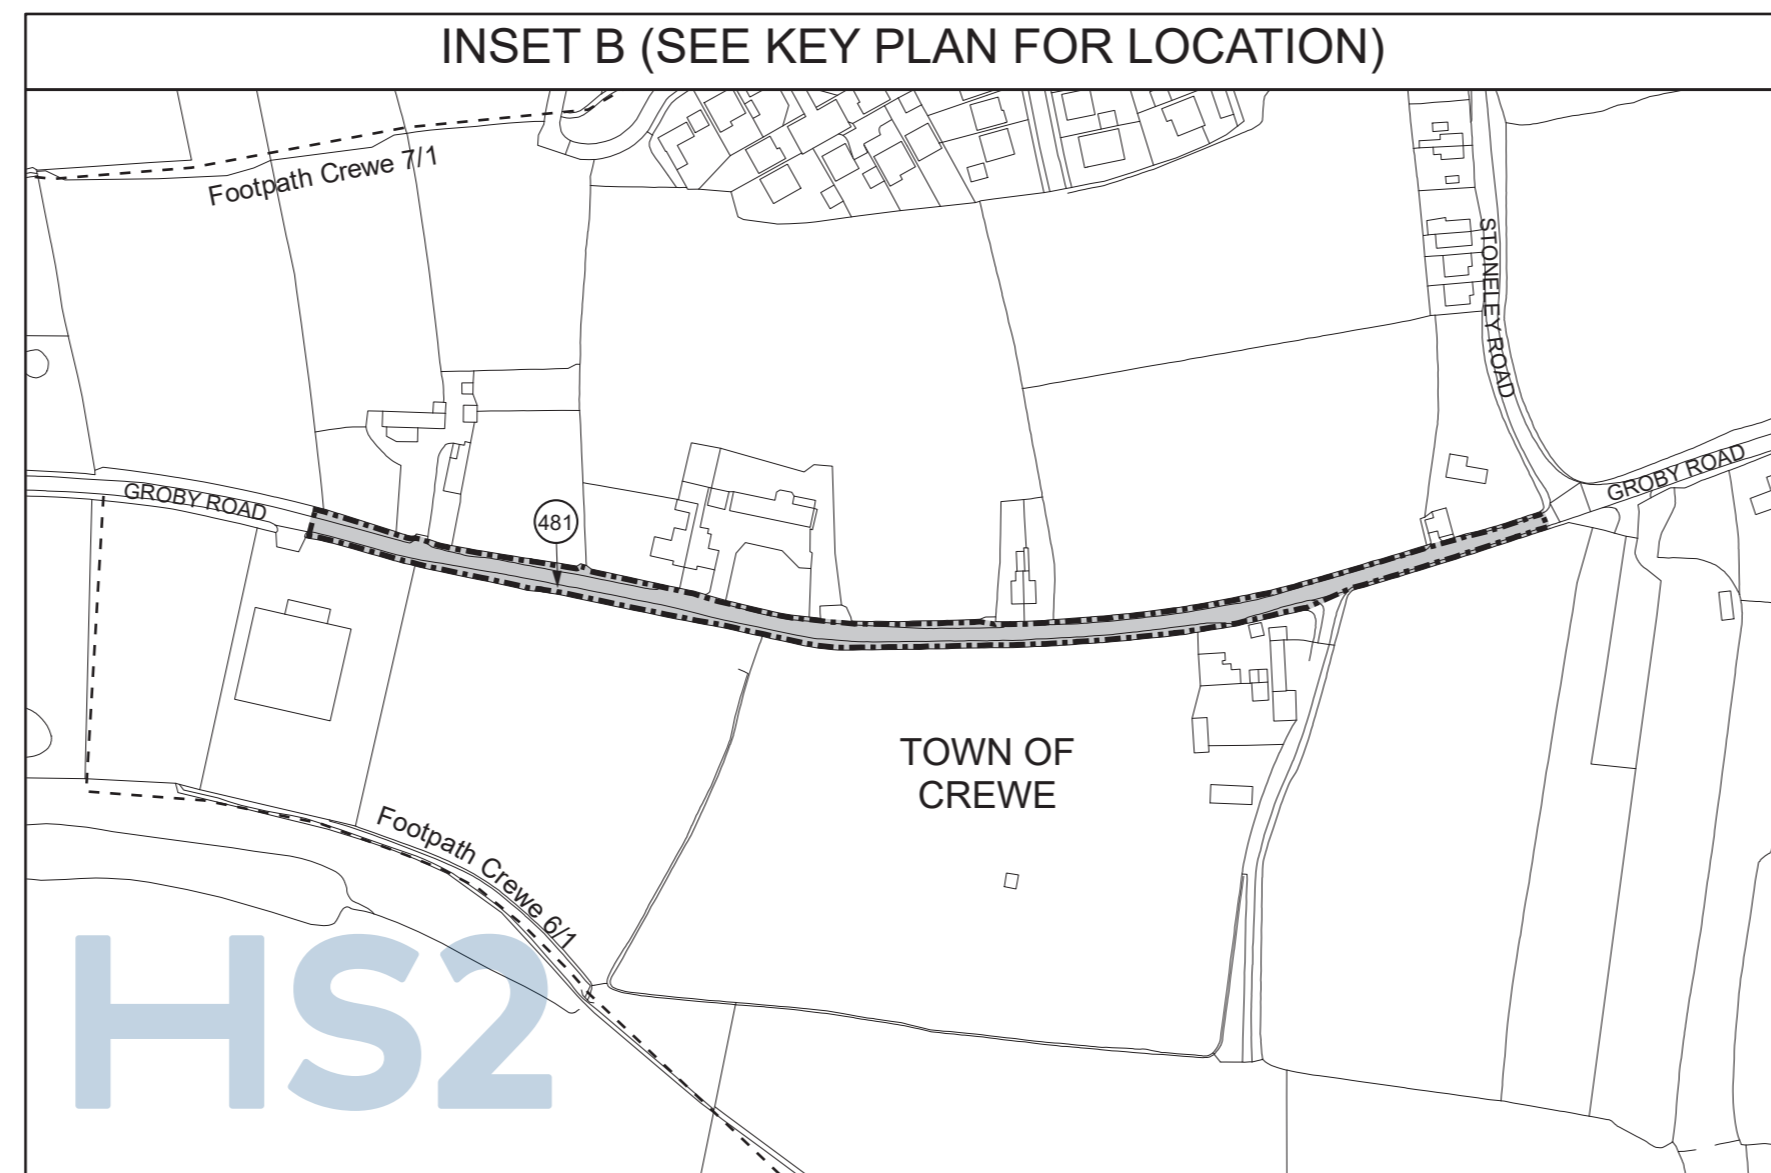 INSET B (SEE KEY PLAN FOR LOCATION)
Footpath Crewe 7/1
STONELEY ROAD
GROBY ROAD
GROBY ROAD
481
TOWN OF
CREWE
Footpath Crewe 6/1
HS2